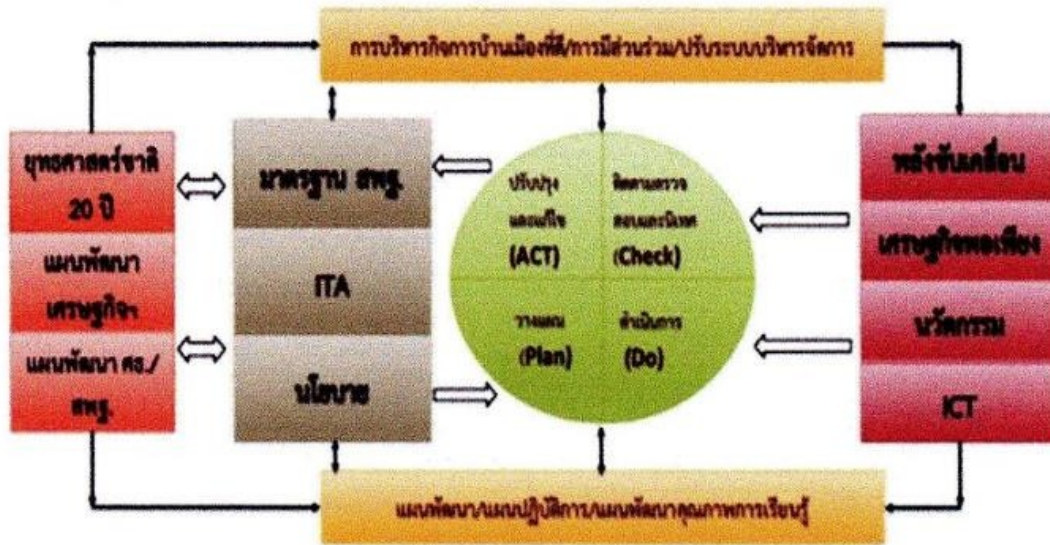 การบริหารกิจการบ้านเมืองที่ดี/การมีส่วนร่วม/ปรับระบบบริหารจัดการ
ยุทธศาสตร์ชาติ
20 ปี
แผนพัฒนา
เศรษฐกิจฯ
แผนพัฒนา ศธ./
สพฐ.
มาตรฐาน สพฐ.
ITA
นโยบาย
ปรับปรุง
และแก้ไข
(ACT)
ติดตามตรวจ
สอบและนิเทศ
(Check)
วางแผน
(Plan)
ดำเนินการ
(Do)
พลังขับเคลื่อน
เศรษฐกิจพอเพียง
นวัตกรรม
ICT
แผนพัฒนา/แผนปฏิบัติการ/แผนพัฒนาคุณภาพการเรียนรู้